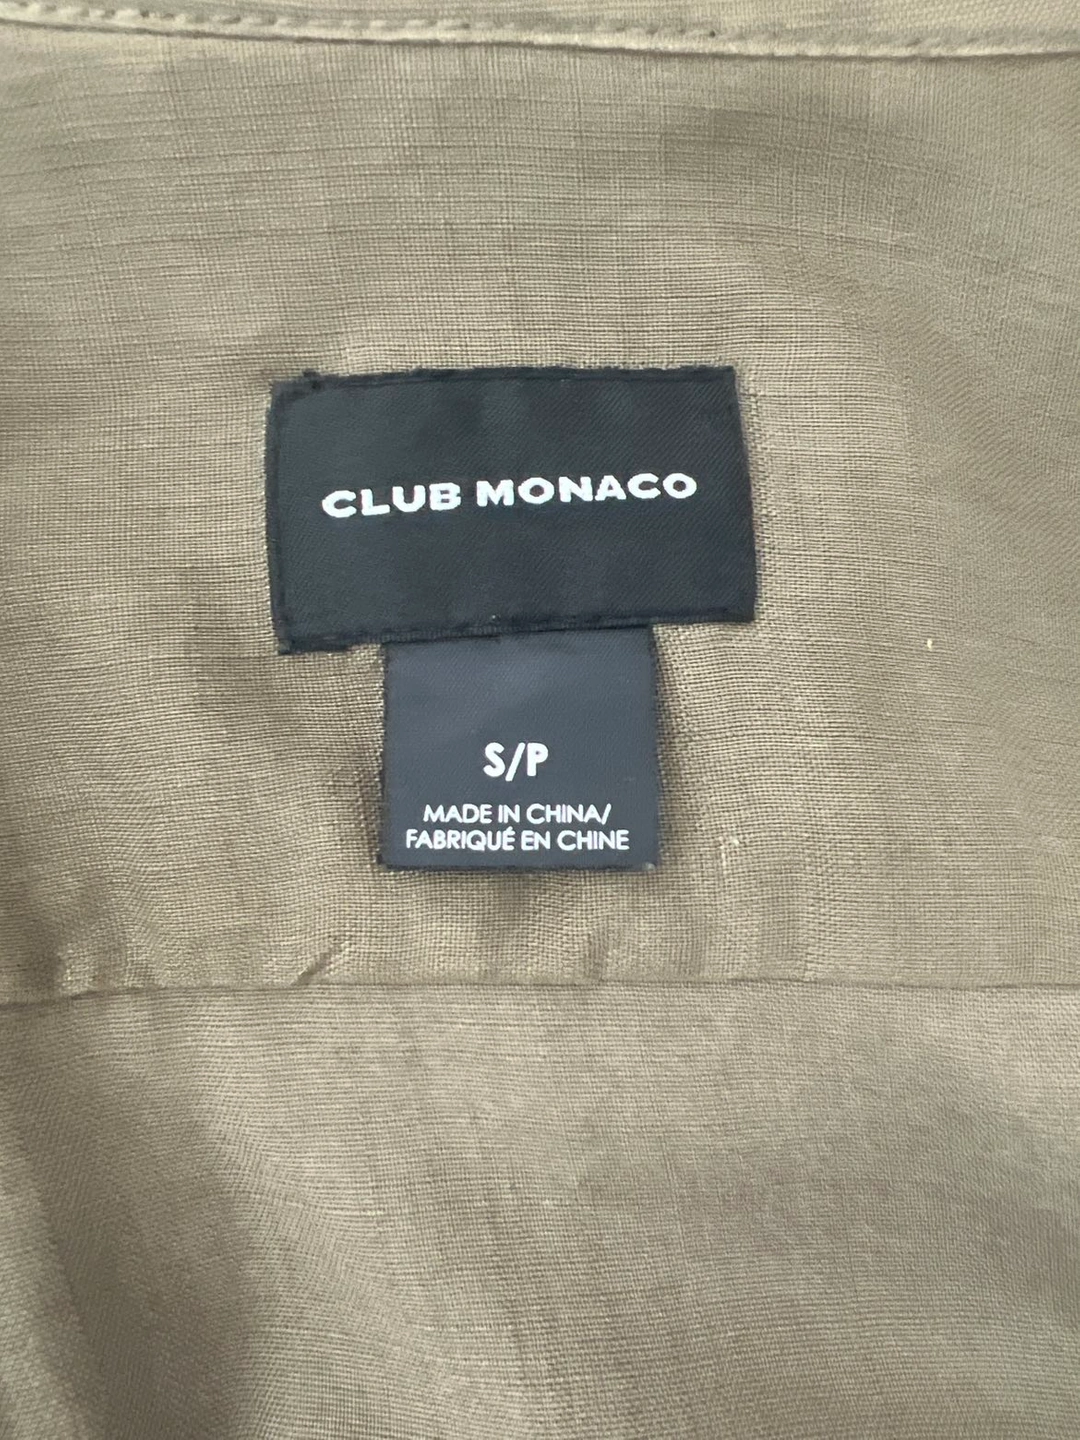 CLUB MONACO
S/P
MADE IN CHINA/
FABRIQUÉ EN CHINE